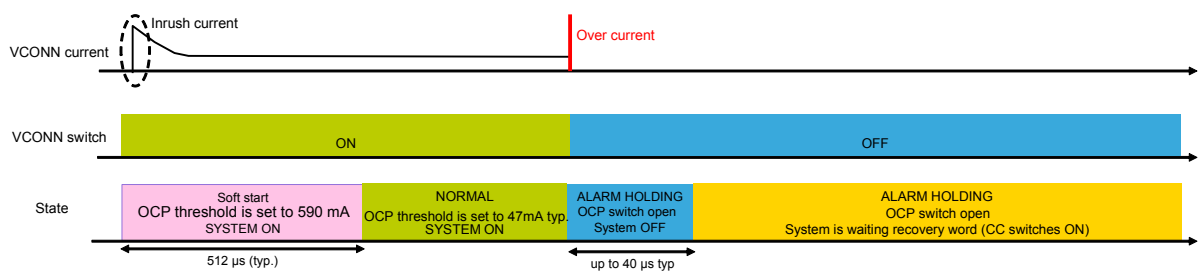 Inrush current
VCONN current
Over current
VCONN switch
ON
OFF
State
Soft start
OCP threshold is set to 590 mA
SYSTEM ON
NORMAL
OCP threshold is set to 47mA typ.
SYSTEM ON
ALARM HOLDING
OCP switch open
System OFF
ALARM HOLDING
OCP switch open
System is waiting recovery word (CC switches ON)
512 µs (typ.)
up to 40 µs typ